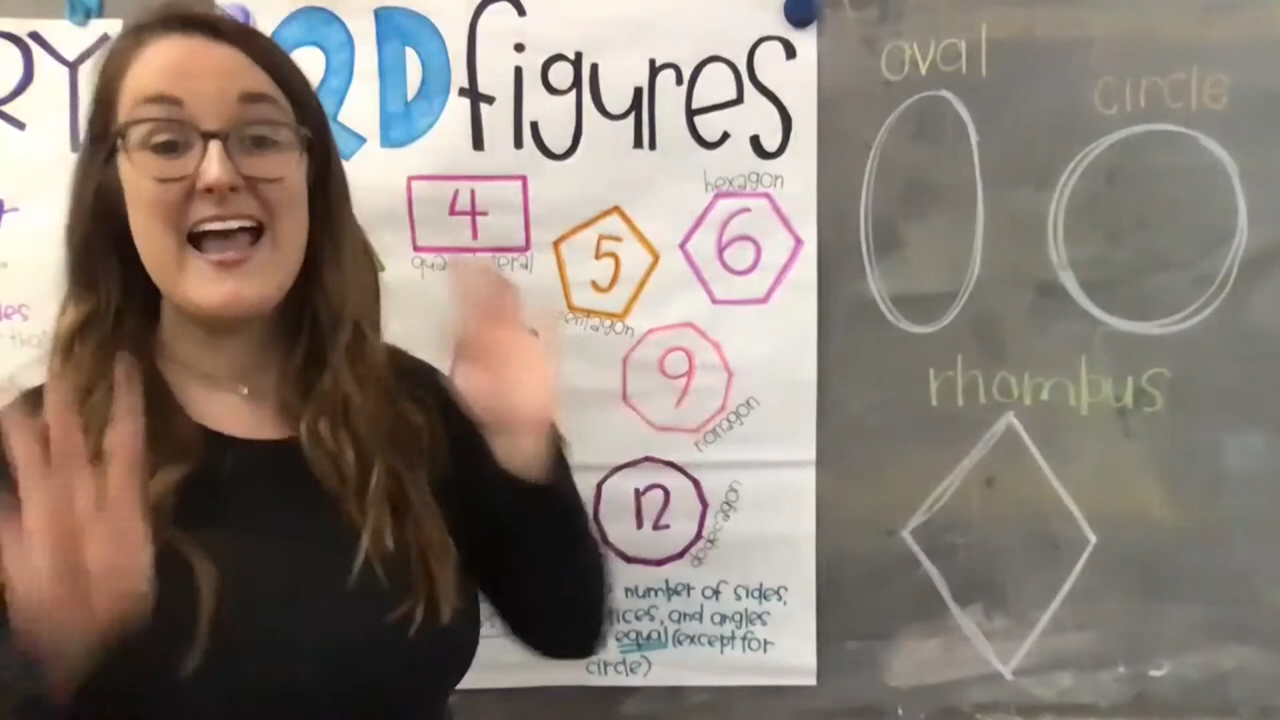 RY
2D figures
4
5
pentagon
hexagon
6
9
nonagon
12
dodecagon
number of sides,
and angles
equal (except for
circle)
oval
circle
rhombus